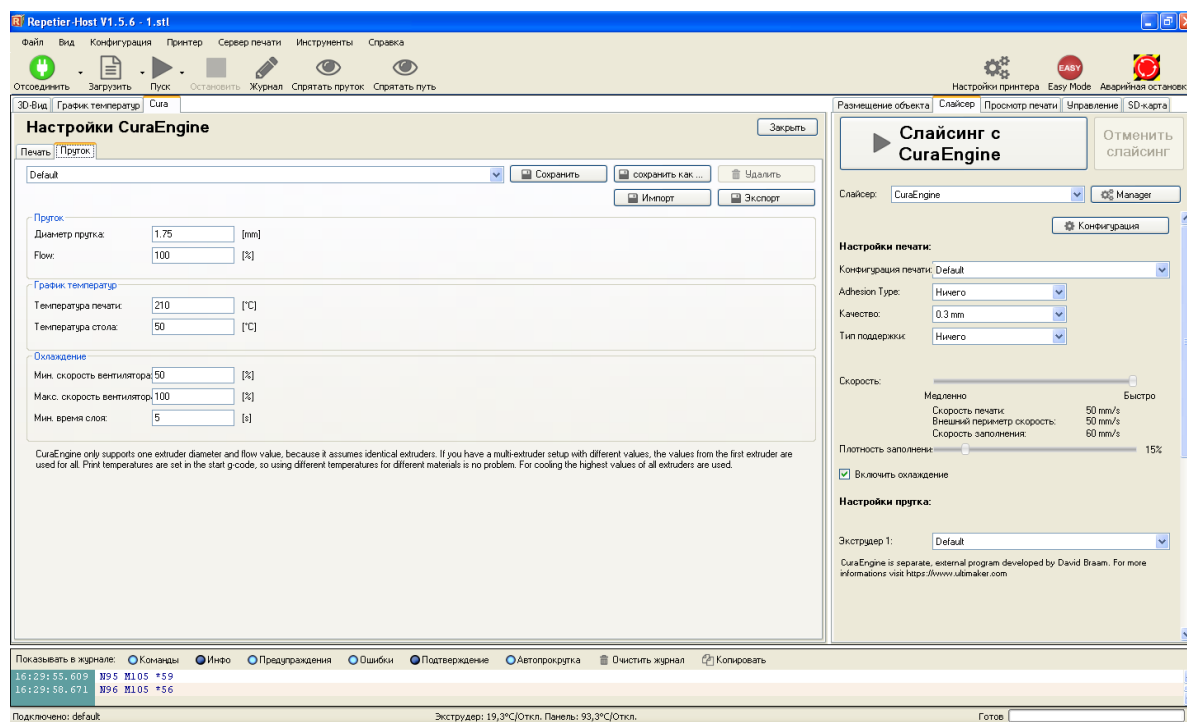 Repetier-Host V1.5.6 - 1.stl
Файл Вид Конфигурация Принтер Сервер печати Инструменты Справка
Отсоединить Загрузить Пуск Остановить Журнал Спрятать пруток Спрятать путь Настройки принтера EASY Easy Mode Аварийная остановк
3D-Вид График температур Cura
Настройки CuraEngine Закрыть
Печать Пруток
Default Сохранить сохранить как ... Удалить
Импорт Экспорт
Пруток
Диаметр прутка: 1.75 [mm]
Flow: 100 [%]
График температур
Температура печати: 210 [°C]
Температура стола: 50 [°C]
Охлаждение
Мин. скорость вентилятора: 50 [%]
Макс. скорость вентилятор 100 [%]
Мин. время слоя: 5 [s]
CuraEngine only supports one extruder diameter and flow value, because it assumes identical extruders. If you have a multi-extruder setup with different values, the values from the first extruder are
used for all. Print temperatures are set in the start g-code, so using different temperatures for different materials is no problem. For cooling the highest values of all extruders are used.
Размещение объекта Слайсер Просмотр печати Управление SD-карта
Слайсинг с
CuraEngine
Отменить
слайсинг
Слайсер: CuraEngine Manager
Конфигурация
Настройки печати:
Конфигурация печати: Default
Adhesion Type: Ничего
Качество: 0.3 mm
Тип поддержки: Ничего
Скорость:
Медленно Быстро
Скорость печати: 50 mm/s
Внешний периметр скорость: 50 mm/s
Скорость заполнения: 60 mm/s
Плотность заполнени 15%
Включить охлаждение
Настройки прутка:
Экструдер 1: Default
CuraEngine is separate, external program developed by David Braam. For more
informations visit https://www.ultimaker.com
Показывать в журнале: Команды Инфо Предупраждения Ошибки Подтверждение Автопрокрутка Очистить журнал Копировать
16:29:55.609 N95 M105 *59
16:29:58.671 N96 M105 *56
Подключено: default Экструдер: 19,3°C/Откл. Панель: 93,3°C/Откл. Готов